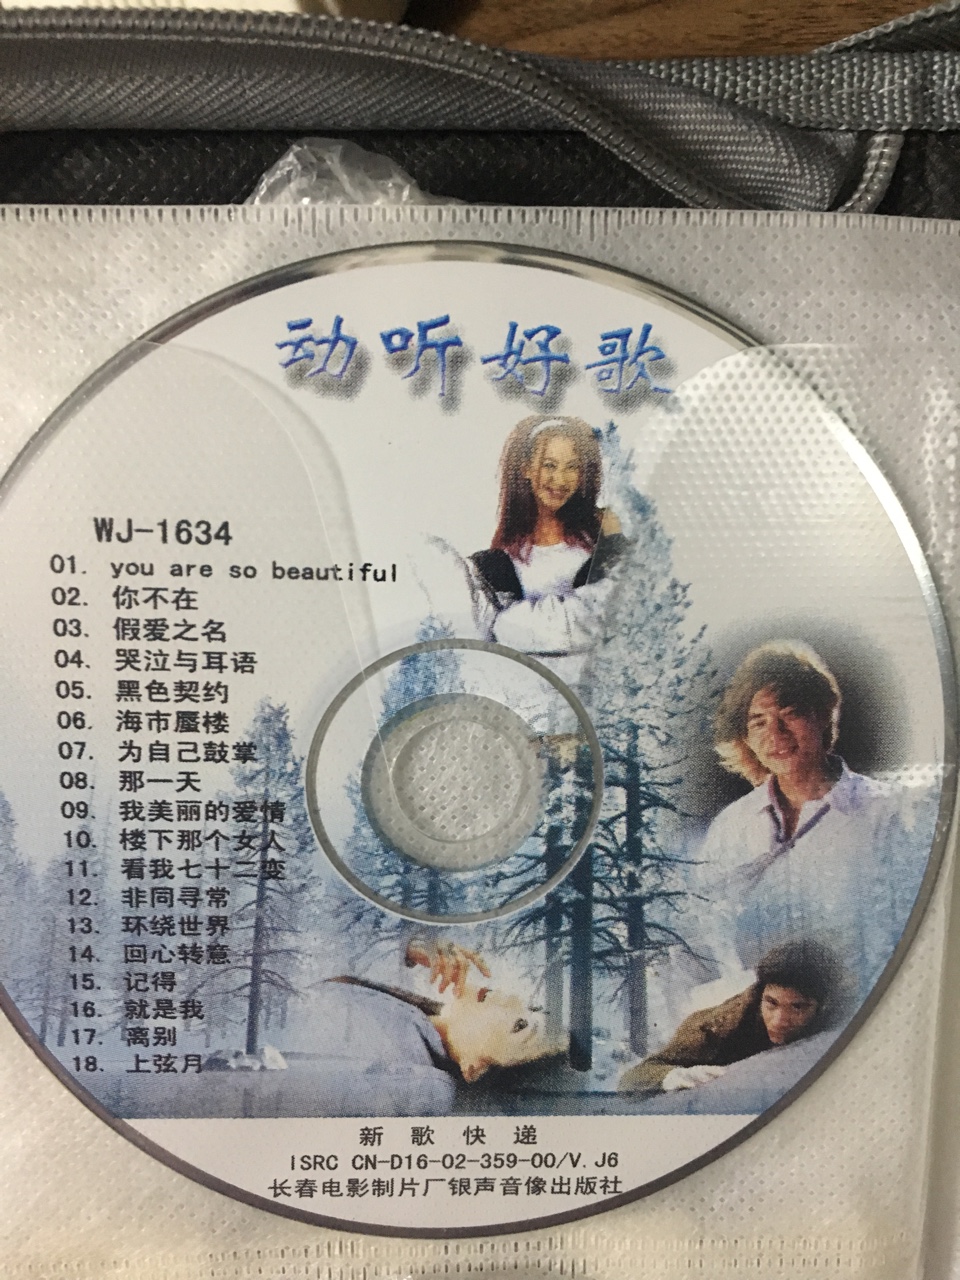 动听好歌
WJ-1634
01. you are so beautiful
02. 你不在
03. 假爱之名
04. 哭泣与耳语
05. 黑色契约
06. 海市蜃楼
07. 为自己鼓掌
08. 那一天
09. 我美丽的爱情
10. 楼下那个女人
11. 看我七十二变
12. 非同寻常
13. 环绕世界
14. 回心转意
15. 记得
16. 就是我
17. 离别
18. 上弦月
新歌快递
ISRC CN-D16-02-359-00/V.J6
长春电影制片厂银声音像出版社